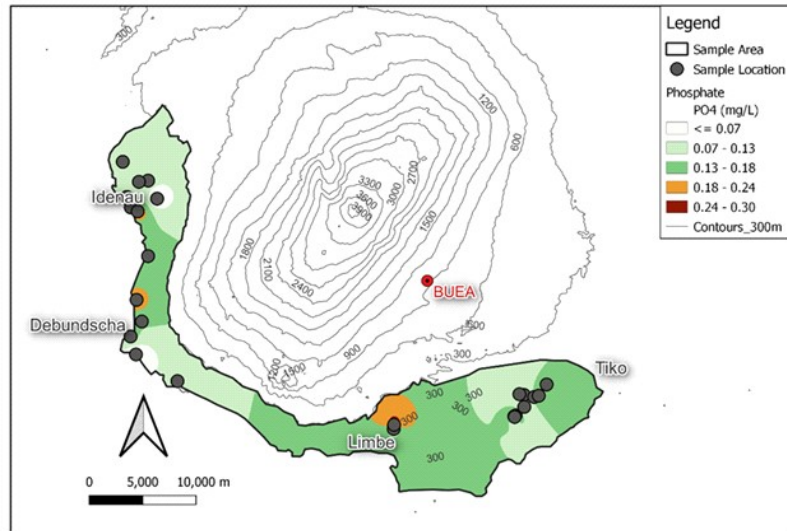 Legend
Sample Area
Sample Location
Phosphate
PO4 (mg/L)
<= 0.07
0.07 - 0.13
0.13 - 0.18
0.18 - 0.24
0.24 - 0.30
Contours_300m
300
1200
600
2700
3300
3000
3600
3900
1500
1800
2100
2400
Idenau
BUEA
Debundscha
900
300
1200
1500
300
Tiko
300
300
300
300
Limbe
300
0 5,000 10,000 m